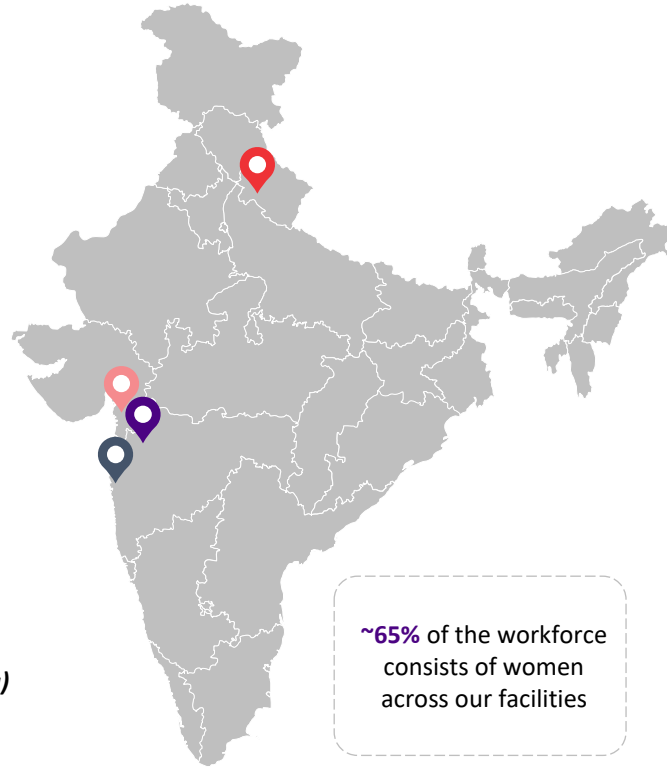 )
~65% of the workforce
consists of women
across our facilities